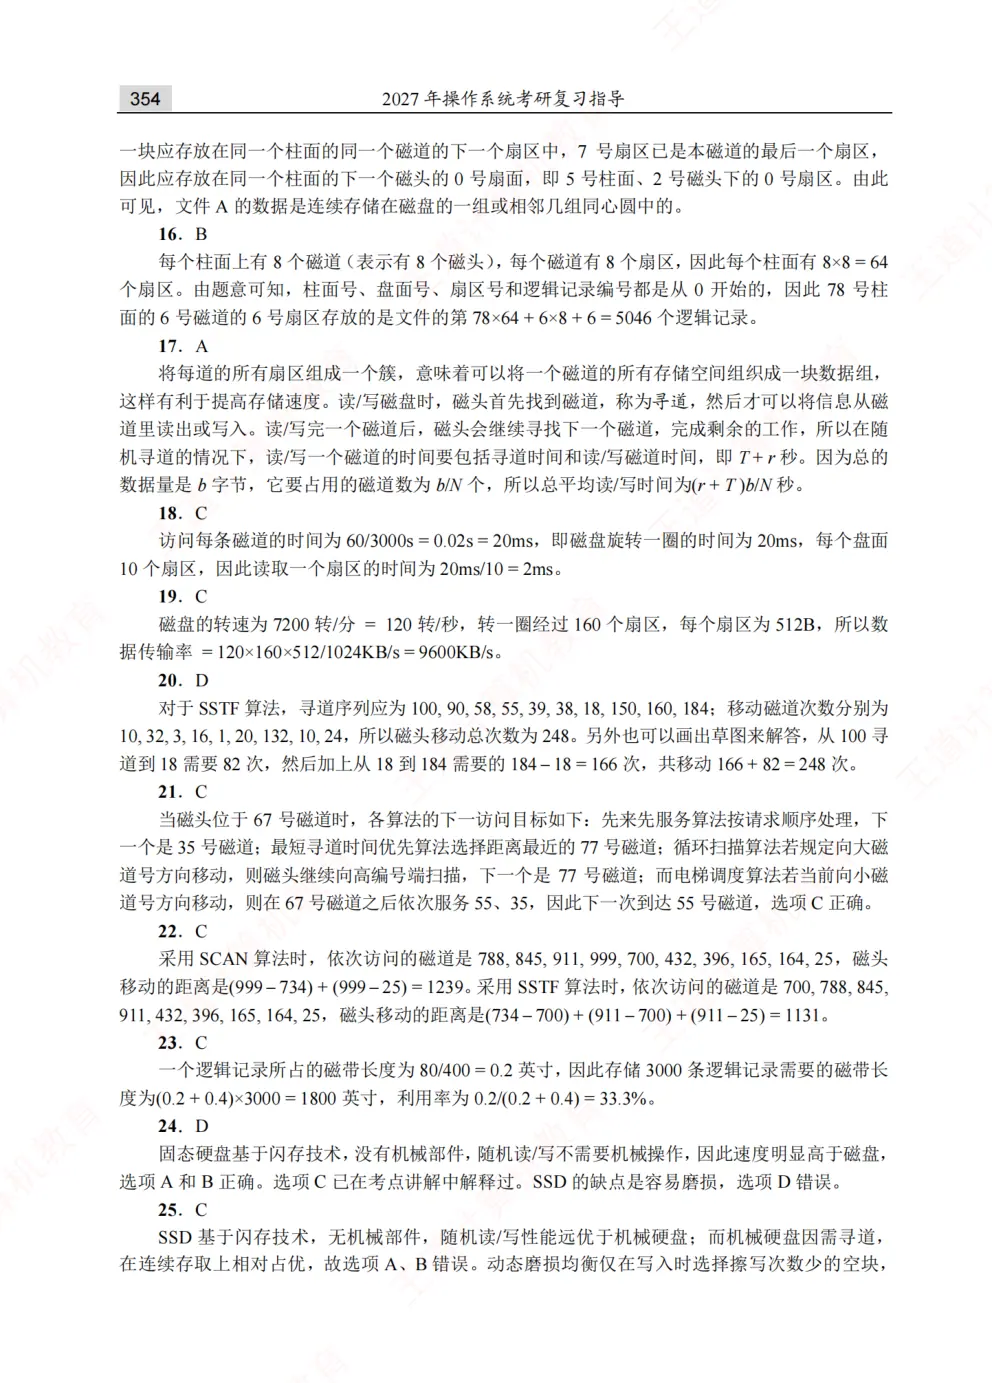 354
2027 年操作系统考研复习指导
一块应存放在同一个柱面的同一个磁道的下一个扇区中，7 号扇区已是本磁道的最后一个扇区，
因此应存放在同一个柱面的下一个磁头的 0 号扇面，即 5 号柱面、2 号磁头下的 0 号扇区。由此
可见，文件 A 的数据是连续存储在磁盘的一组或相邻几组同心圆中的。
16．B
每个柱面上有 8 个磁道（表示有 8 个磁头），每个磁道有 8 个扇区，因此每个柱面有 8×8 = 64
个扇区。由题意可知，柱面号、盘面号、扇区号和逻辑记录编号都是从 0 开始的，因此 78 号柱
面的 6 号磁道的 6 号扇区存放的是文件的第 78×64 + 6×8 + 6 = 5046 个逻辑记录。
17．A
将每道的所有扇区组成一个簇，意味着可以将一个磁道的所有存储空间组织成一块数据组，
这样有利于提高存储速度。读/写磁盘时，磁头首先找到磁道，称为寻道，然后才可以将信息从磁
道里读出或写入。读/写完一个磁道后，磁头会继续寻找下一个磁道，完成剩余的工作，所以在随
机寻道的情况下，读/写一个磁道的时间要包括寻道时间和读/写磁道时间，即 T + r 秒。因为总的
数据量是 b 字节，它要占用的磁道数为 b/N 个，所以总平均读/写时间为(r + T )b/N 秒。
18．C
访问每条磁道的时间为 60/3000s = 0.02s = 20ms，即磁盘旋转一圈的时间为 20ms，每个盘面
10 个扇区，因此读取一个扇区的时间为 20ms/10 = 2ms。
19．C
磁盘的转速为 7200 转/分 = 120 转/秒，转一圈经过 160 个扇区，每个扇区为 512B，所以数
据传输率 = 120×160×512/1024KB/s = 9600KB/s。
20．D
对于 SSTF 算法，寻道序列应为 100, 90, 58, 55, 39, 38, 18, 150, 160, 184；移动磁道次数分别为
10, 32, 3, 16, 1, 20, 132, 10, 24，所以磁头移动总次数为 248。另外也可以画出草图来解答，从 100 寻
道到 18 需要 82 次，然后加上从 18 到 184 需要的 184 – 18 = 166 次，共移动 166 + 82 = 248 次。
21．C
当磁头位于 67 号磁道时，各算法的下一访问目标如下：先来先服务算法按请求顺序处理，下
一个是 35 号磁道；最短寻道时间优先算法选择距离最近的 77 号磁道；循环扫描算法若规定向大磁
道号方向移动，则磁头继续向高编号端扫描，下一个是 77 号磁道；而电梯调度算法若当前向小磁
道号方向移动，则在 67 号磁道之后依次服务 55、35，因此下一次到达 55 号磁道，选项 C 正确。
22．C
采用 SCAN 算法时，依次访问的磁道是 788, 845, 911, 999, 700, 432, 396, 165, 164, 25，磁头
移动的距离是(999 – 734) + (999 – 25) = 1239。采用 SSTF 算法时，依次访问的磁道是 700, 788, 845,
911, 432, 396, 165, 164, 25，磁头移动的距离是(734 – 700) + (911 – 700) + (911 – 25) = 1131。
23．C
一个逻辑记录所占的磁带长度为 80/400 = 0.2 英寸，因此存储 3000 条逻辑记录需要的磁带长
度为(0.2 + 0.4)×3000 = 1800 英寸，利用率为 0.2/(0.2 + 0.4) = 33.3%。
24．D
固态硬盘基于闪存技术，没有机械部件，随机读/写不需要机械操作，因此速度明显高于磁盘，
选项 A 和 B 正确。选项 C 已在考点讲解中解释过。SSD 的缺点是容易磨损，选项 D 错误。
25．C
SSD 基于闪存技术，无机械部件，随机读/写性能远优于机械硬盘；而机械硬盘因需寻道，
在连续存取上相对占优，故选项 A、B 错误。动态磨损均衡仅在写入时选择擦写次数少的空块，